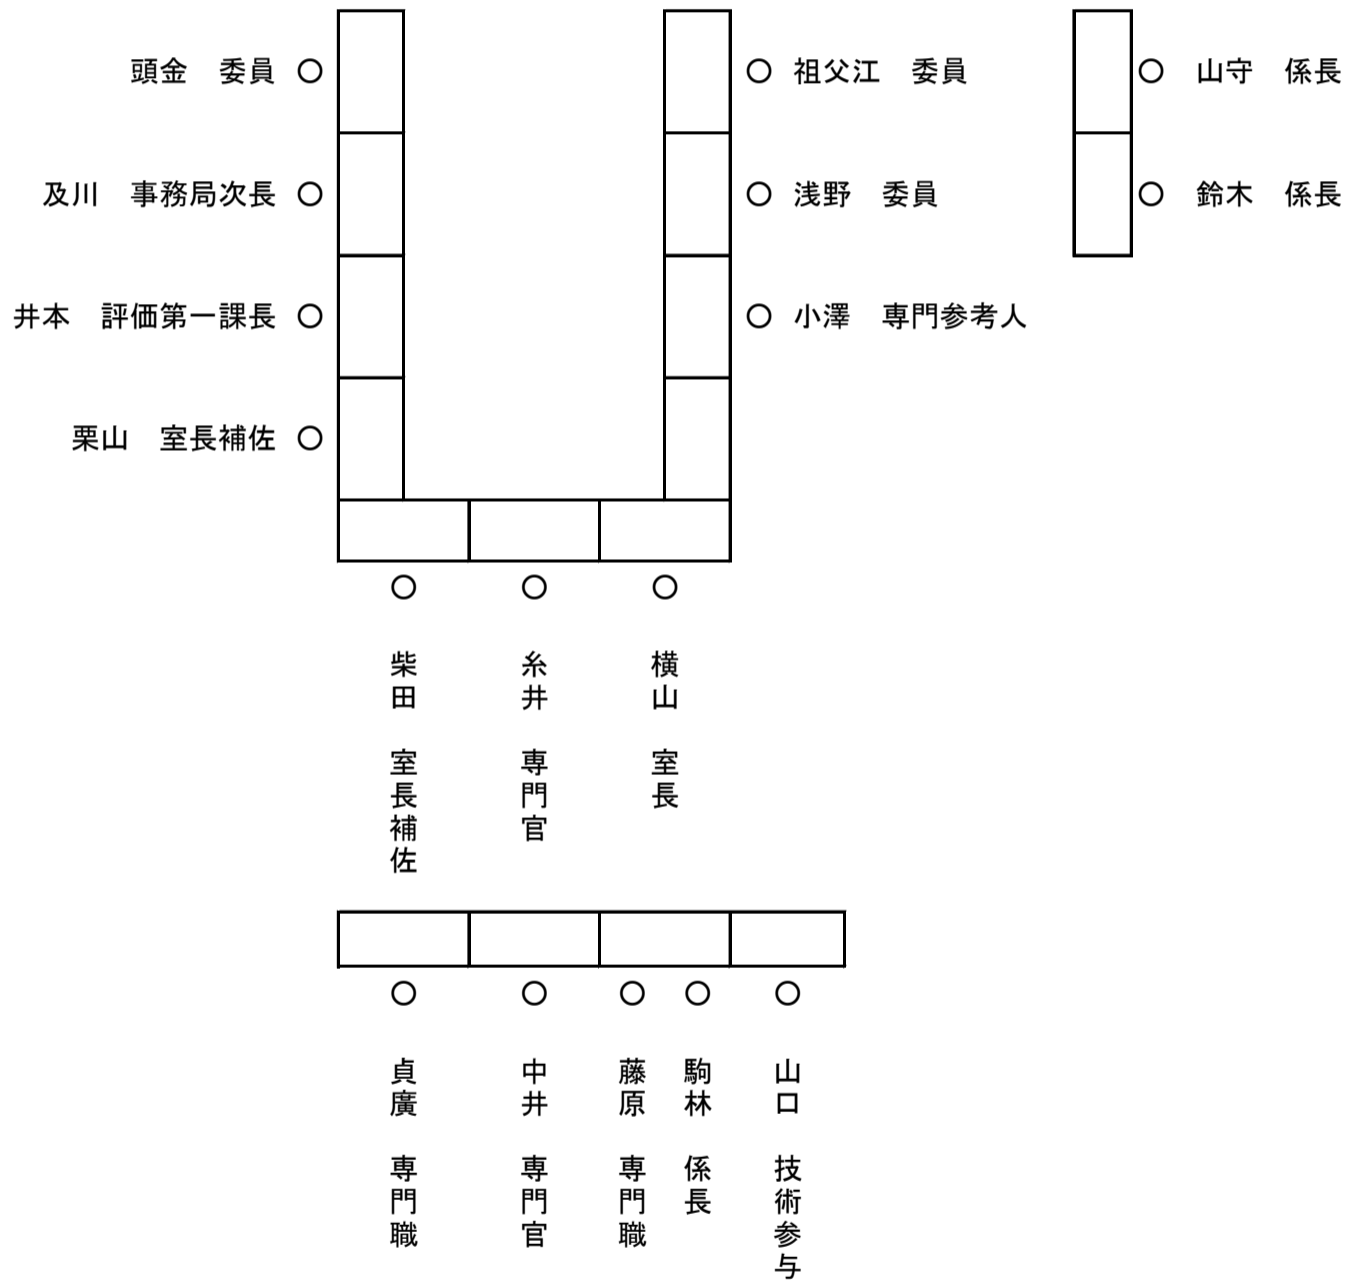 頭金　委員
及川　事務局次長
井本　評価第一課長
栗山　室長補佐
祖父江　委員
浅野　委員
小澤　専門参考人
山守　係長
鈴木　係長
柴田　室長補佐
糸井　専門官
横山　室長
貞廣　専門職
中井　専門官
藤原　専門職
駒林　係長
山口　技術参与